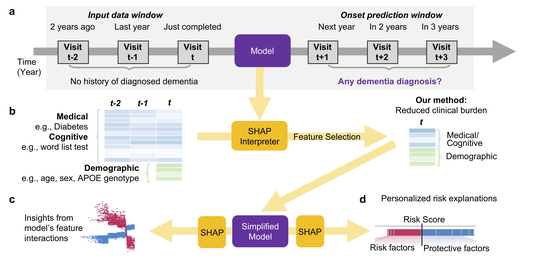 a
Input data window
Onset prediction window
2 years ago
Last year
Just completed
Next year
In 2 years
In 3 years
Visit
t-2
Visit
t-1
Visit
t
Model
Visit
t+1
Visit
t+2
Visit
t+3
Time
(Year)
No history of diagnosed dementia
Any dementia diagnosis?
b
t-2
t-1
t
Medical
e.g., Diabetes
Cognitive
e.g., word list test
Demographic
e.g., age, sex, APOE genotype
SHAP
Interpreter
Feature Selection
Our method:
Reduced clinical burden
t
Medical/
Cognitive
Demographic
c
Insights from
model's feature
interactions
SHAP
Simplified
Model
SHAP
d
Personalized risk explanations
Risk Score
Risk factors
Protective factors